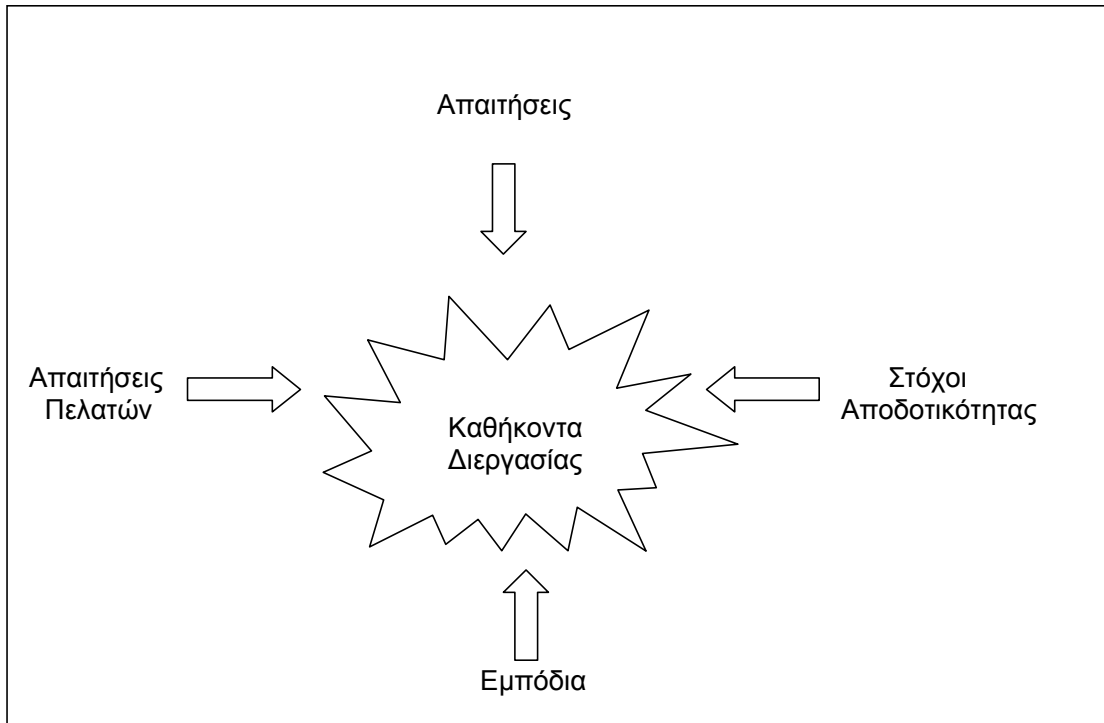 Απαιτήσεις
Απαιτήσεις
Πελατών
Καθήκοντα
Διεργασίας
Στόχοι
Αποδοτικότητας
Εμπόδια